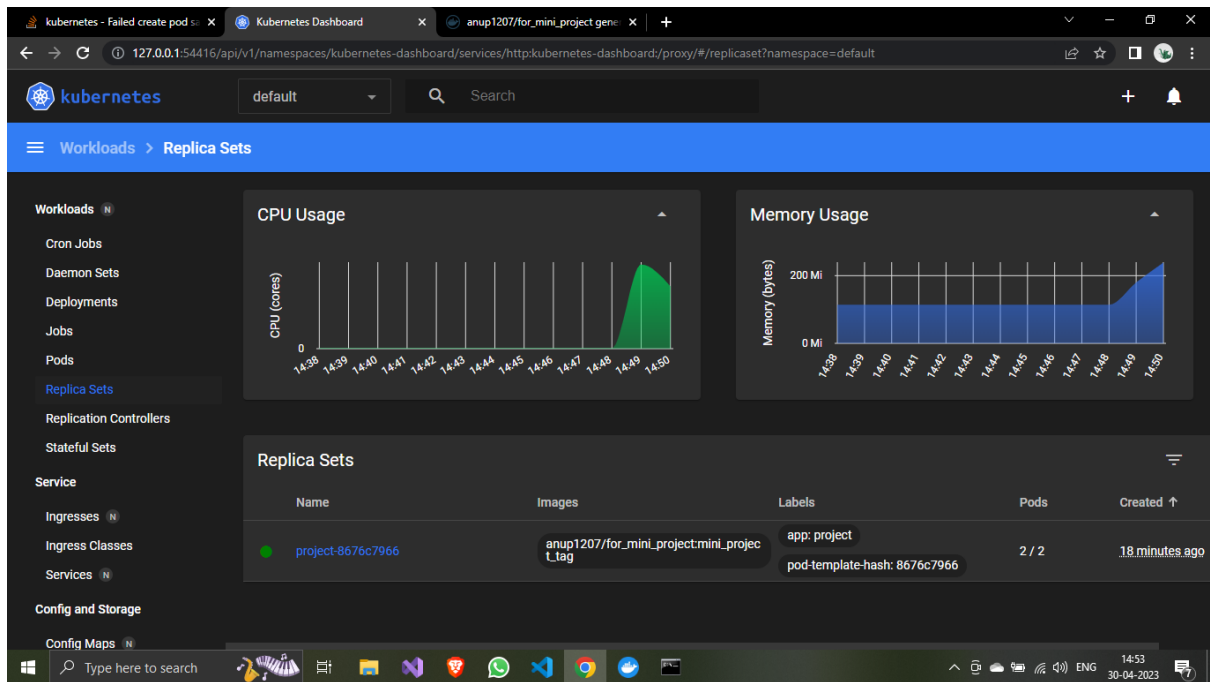 kubernetes - Failed create pod sa
Kubernetes Dashboard
anup1207/for_mini_project gene
127.0.0.1:54416/api/v1/namespaces/kubernetes-dashboard/services/http:kubernetes-dashboard:/proxy/#/replicaset?namespace=default
kubernetes
default
Search
Workloads > Replica Sets
Workloads N
Cron Jobs
Daemon Sets
Deployments
Jobs
Pods
Replica Sets
Replication Controllers
Stateful Sets
Service
Ingresses N
Ingress Classes
Services N
Config and Storage
Config Maps N
CPU Usage
CPU (cores)
0
14:38 14:39 14:40 14:41 14:42 14:43 14:44 14:45 14:46 14:47 14:48 14:49 14:50
Memory Usage
Memory (bytes)
200 Mi
0 Mi
14:38 14:39 14:40 14:41 14:42 14:43 14:44 14:45 14:46 14:47 14:48 14:49 14:50
Replica Sets
Name Images Labels Pods Created
project-8676c7966
anup1207/for_mini_project:mini_projec
t_tag
app: project
pod-template-hash: 8676c7966
2 / 2
18 minutes ago
Type here to search
ENG
14:53
30-04-2023
7